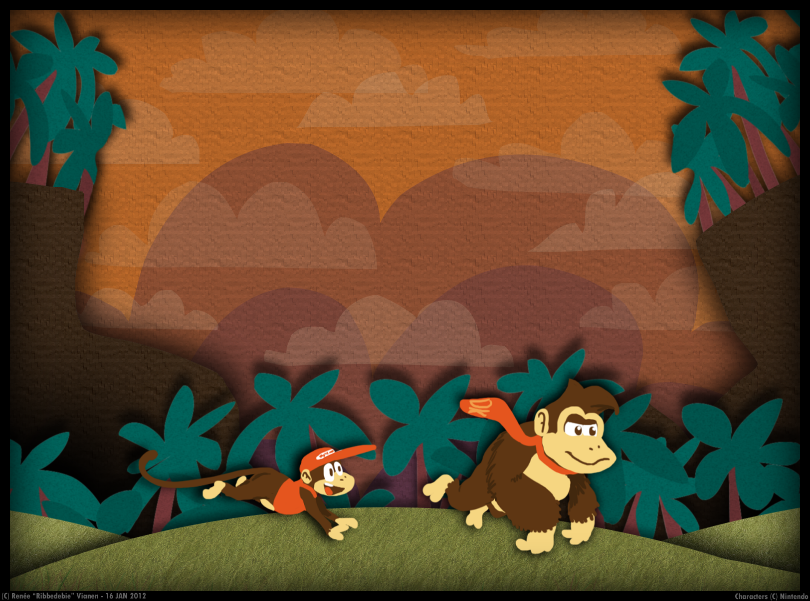 (C) Renée "Ribbedebie" Vianen - 16 JAN 2012
Characters (C) Nintendo